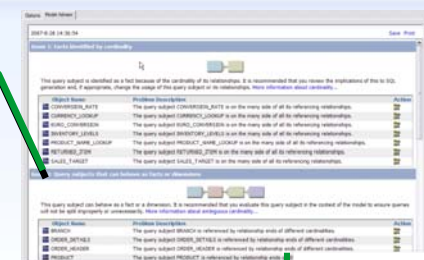 Options Model Advisor
2007-8-28 14:36:54 Save Print
Issue 1: Facts identified by cardinality
This query subject is identified as a fact because of the cardinality of its relationships. It is recommended that you review the implications of this to SQL
generation and, if appropriate, change the usage of this query subject or its relationships. More information about cardinality...
Object Name Problem Description Action
CONVERSION_RATE The query subject CONVERSION_RATE is on the many side of all its referencing relationships.
CURRENCY_LOOKUP The query subject CURRENCY_LOOKUP is on the many side of all its referencing relationships.
EURO_CONVERSION The query subject EURO_CONVERSION is on the many side of all its referencing relationships.
INVENTORY_LEVELS The query subject INVENTORY_LEVELS is on the many side of all its referencing relationships.
PRODUCT_NAME_LOOKUP The query subject PRODUCT_NAME_LOOKUP is on the many side of all its referencing relationships.
RETURNED_ITEM The query subject RETURNED_ITEM is on the many side of all its referencing relationships.
SALES_TARGET The query subject SALES_TARGET is on the many side of all its referencing relationships.
Query subjects that can behave as facts or dimensions
This query subject can behave as a fact or a dimension. It is recommended that you evaluate this query subject in the context of the model to ensure queries
will not be split improperly or unnecessarily. More information about ambiguous cardinality...
Object Name Problem Description Action
BRANCH The query subject BRANCH is referenced by relationship ends of different cardinalities.
ORDER_DETAILS The query subject ORDER_DETAILS is referenced by relationship ends of different cardinalities.
ORDER_HEADER The query subject ORDER_HEADER is referenced by relationship ends of different cardinalities.
PRODUCT The query subject PRODUCT is referenced by relationship ends